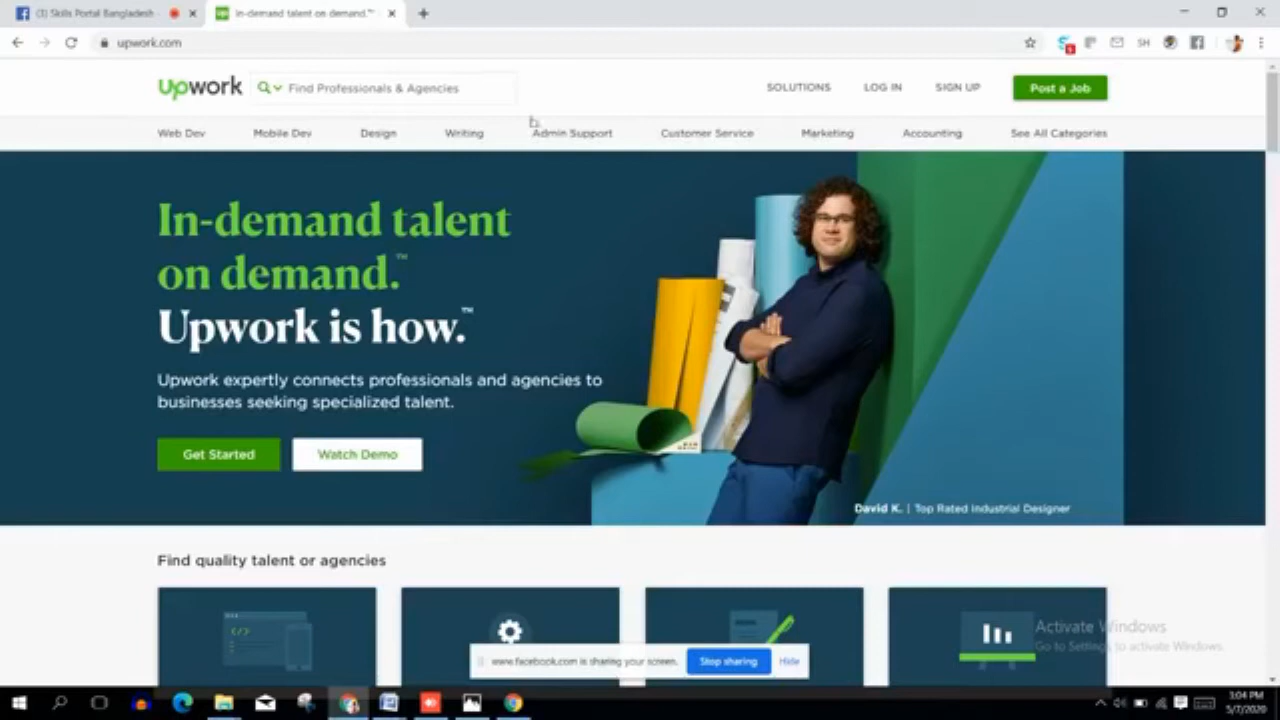 (1) Skills Portal Bangladesh
In-demand talent on demand.™
upwork.com
SH
upwork
Find Professionals & Agencies
SOLUTIONS
LOG IN
SIGN UP
Post a Job
Web Dev
Mobile Dev
Design
Writing
Admin Support
Customer Service
Marketing
Accounting
See All Categories
In-demand talent
on demand.™
Upwork is how.™
Upwork expertly connects professionals and agencies to
businesses seeking specialized talent.
Get Started
Watch Demo
David K. | Top Rated Industrial Designer
Find quality talent or agencies
</>
Activate Windows
Go to Settings to activate Windows.
www.facebook.com is sharing your screen.
Stop sharing
Hide
3:04 PM
5/7/2020